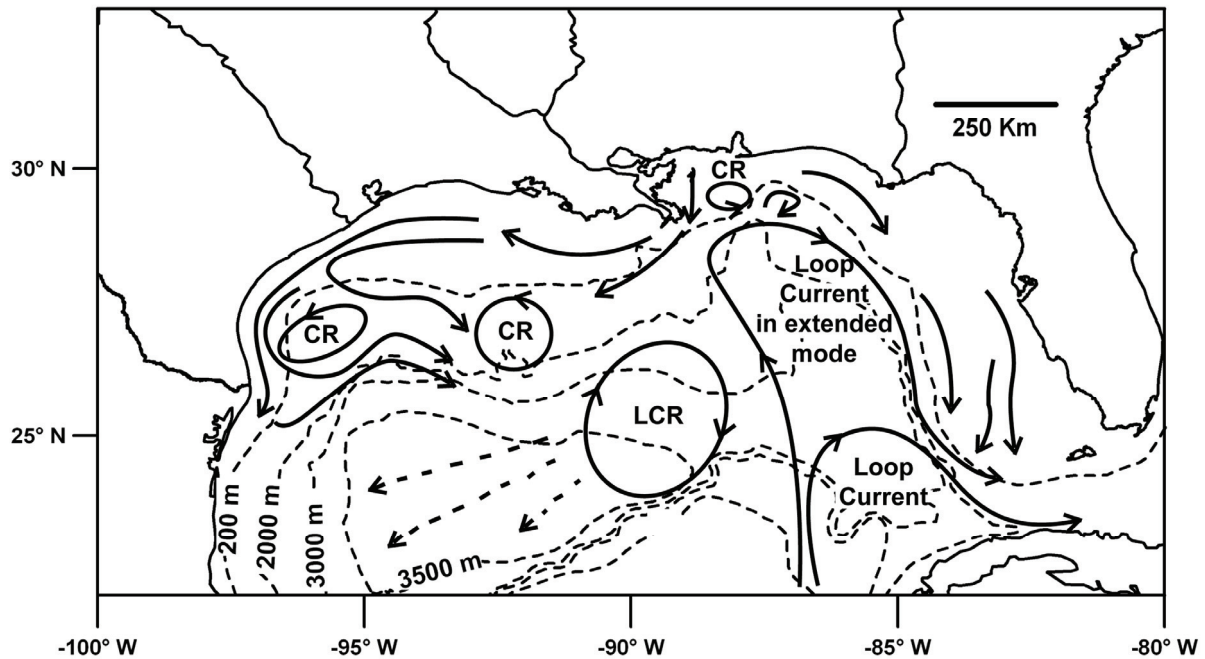 250 Km
30° N
CR
Loop
Current
in extended
mode
CR
CR
LCR
25° N
Loop
Current
200 m
2000 m
3000 m
3500 m
-100° W
-95° W
-90° W
-85° W
-80° W